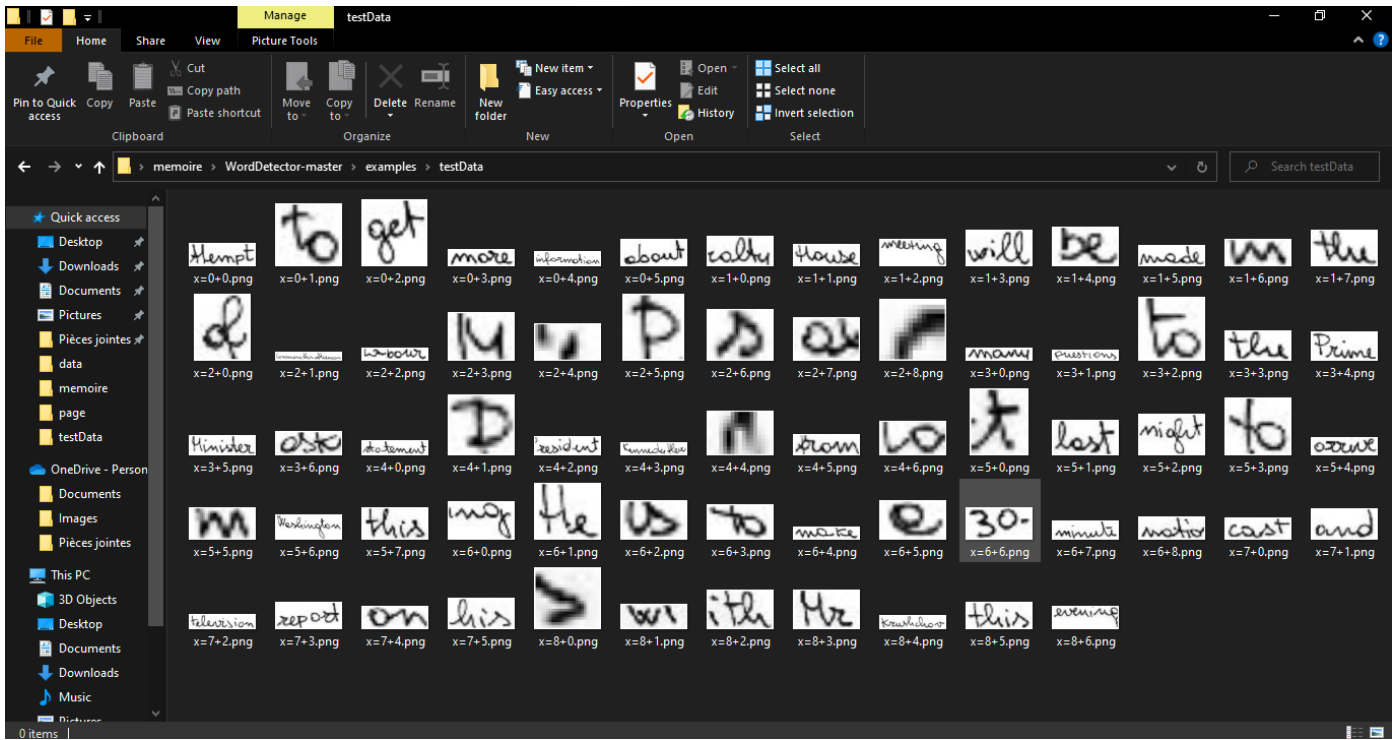 Manage testData
File Home Share View Picture Tools
Pin to Quick access
Copy
Paste
Cut
Copy path
Paste shortcut
Move to
Copy to
Delete
Rename
New folder
New item
Easy access
Properties
Open
Edit
History
Select all
Select none
Invert selection
Clipboard Organize New Open Select
memoire > WordDetector-master > examples > testData
Search testData
Quick access
Desktop
Downloads
Documents
Pictures
Pièces jointes
data
memoire
page
testData
OneDrive - Person
Documents
Images
Pièces jointes
This PC
3D Objects
Desktop
Documents
Downloads
Music
Pictures
to get more information about House meeting will be made in the
x=0+0.png x=0+1.png x=0+2.png x=0+3.png x=0+4.png x=0+5.png x=1+0.png x=1+1.png x=1+2.png x=1+3.png x=1+4.png x=1+5.png x=1+6.png x=1+7.png
of Labour M P s many questions to the Prime
x=2+0.png x=2+1.png x=2+2.png x=2+3.png x=2+4.png x=2+5.png x=2+6.png x=2+7.png x=2+8.png x=3+0.png x=3+1.png x=3+2.png x=3+3.png x=3+4.png
Minister ask statement D resident from last night to arrive
x=3+5.png x=3+6.png x=4+0.png x=4+1.png x=4+2.png x=4+3.png x=4+4.png x=4+5.png x=4+6.png x=5+0.png x=5+1.png x=5+2.png x=5+3.png x=5+4.png
in Washington this ing He us to make e 30- minute natio cast and
x=5+5.png x=5+6.png x=5+7.png x=6+0.png x=6+1.png x=6+2.png x=6+3.png x=6+4.png x=6+5.png x=6+6.png x=6+7.png x=6+8.png x=7+0.png x=7+1.png
television report on his wi ith Mr Krushchov this evening
x=7+2.png x=7+3.png x=7+4.png x=7+5.png x=8+0.png x=8+1.png x=8+2.png x=8+3.png x=8+4.png x=8+5.png x=8+6.png
0 items